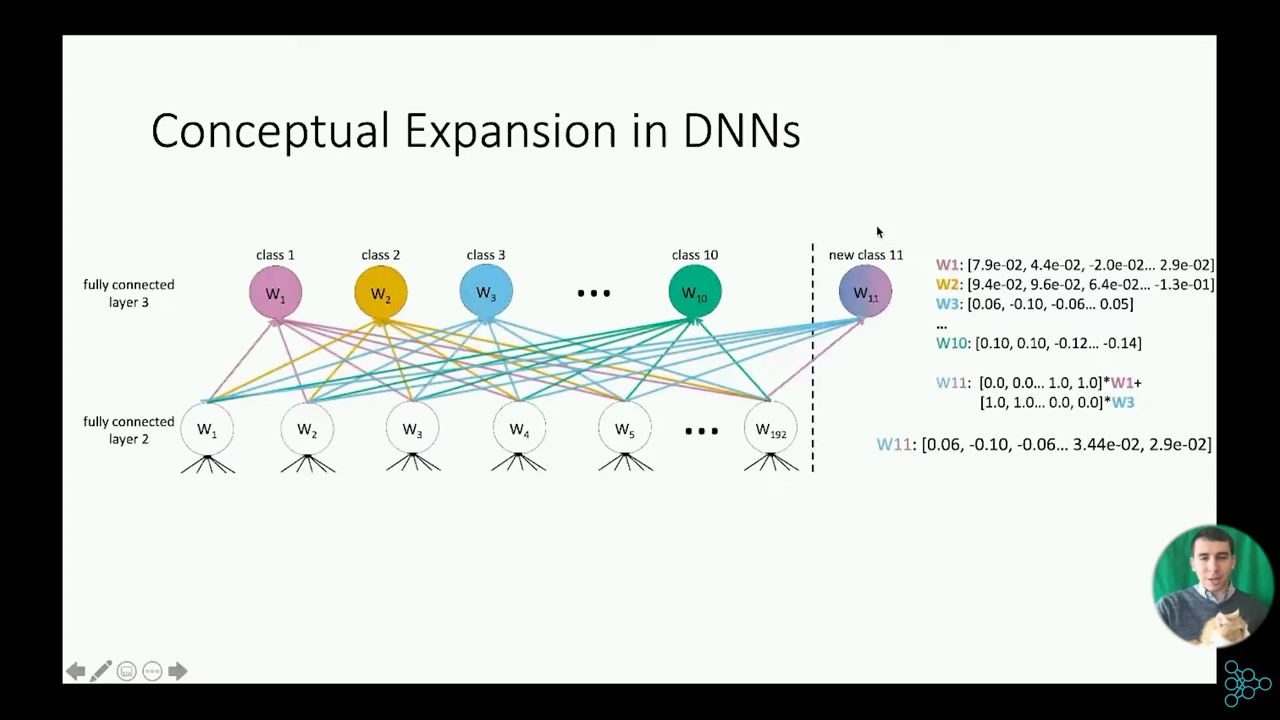 Conceptual Expansion in DNNs
class 1
class 2
class 3
class 10
new class 11
fully connected
layer 3
W1
W2
W3
...
W10
W11
W1: [7.9e-02, 4.4e-02, -2.0e-02... 2.9e-02]
W2: [9.4e-02, 9.6e-02, 6.4e-02... -1.3e-01]
W3: [0.06, -0.10, -0.06... 0.05]
...
W10: [0.10, 0.10, -0.12... -0.14]
W11: [0.0, 0.0... 1.0, 1.0]*W1+
[1.0, 1.0... 0.0, 0.0]*W3
W11: [0.06, -0.10, -0.06... 3.44e-02, 2.9e-02]
fully connected
layer 2
W1
W2
W3
W4
W5
...
W192